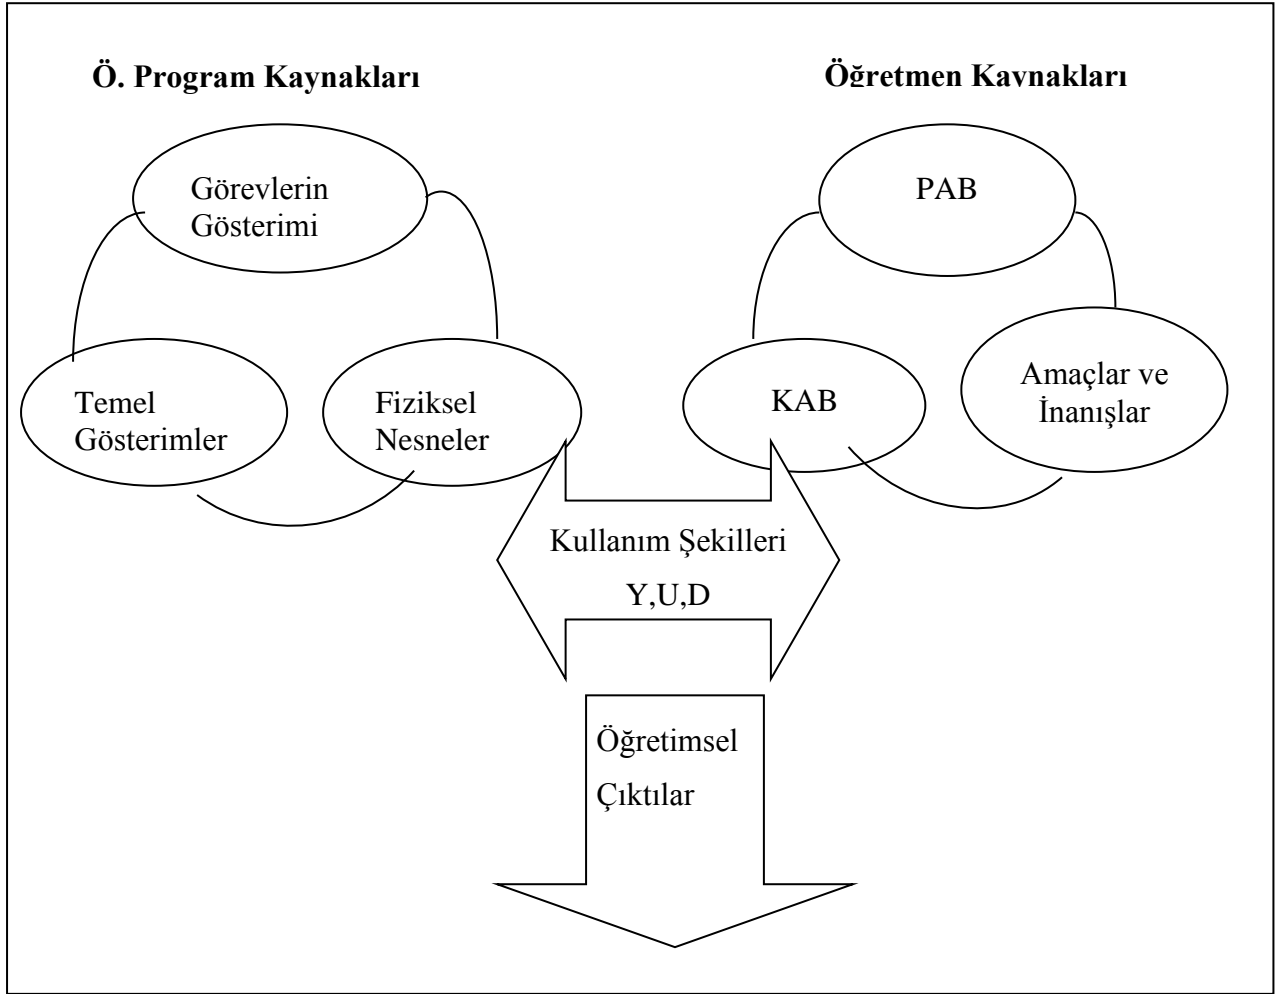 Ö. Program Kaynakları
Öğretmen Kaynakları
Görevlerin
Gösterimi
PAB
Temel
Gösterimler
Fiziksel
Nesneler
KAB
Amaçlar ve
İnanışlar
Kullanım Şekilleri
Y,U,D
Öğretimsel
Çıktılar